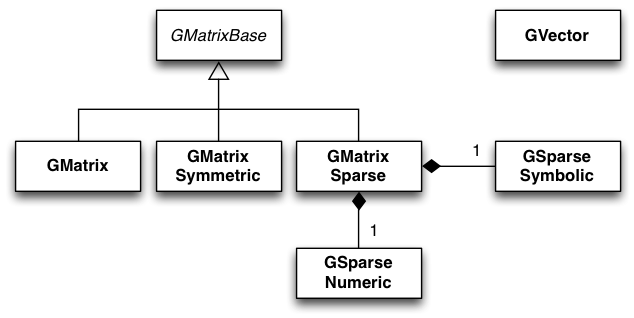 GMatrixBase
GVector
GMatrix
GMatrix
Symmetric
GMatrix
Sparse
1
GSparse
Symbolic
1
GSparse
Numeric